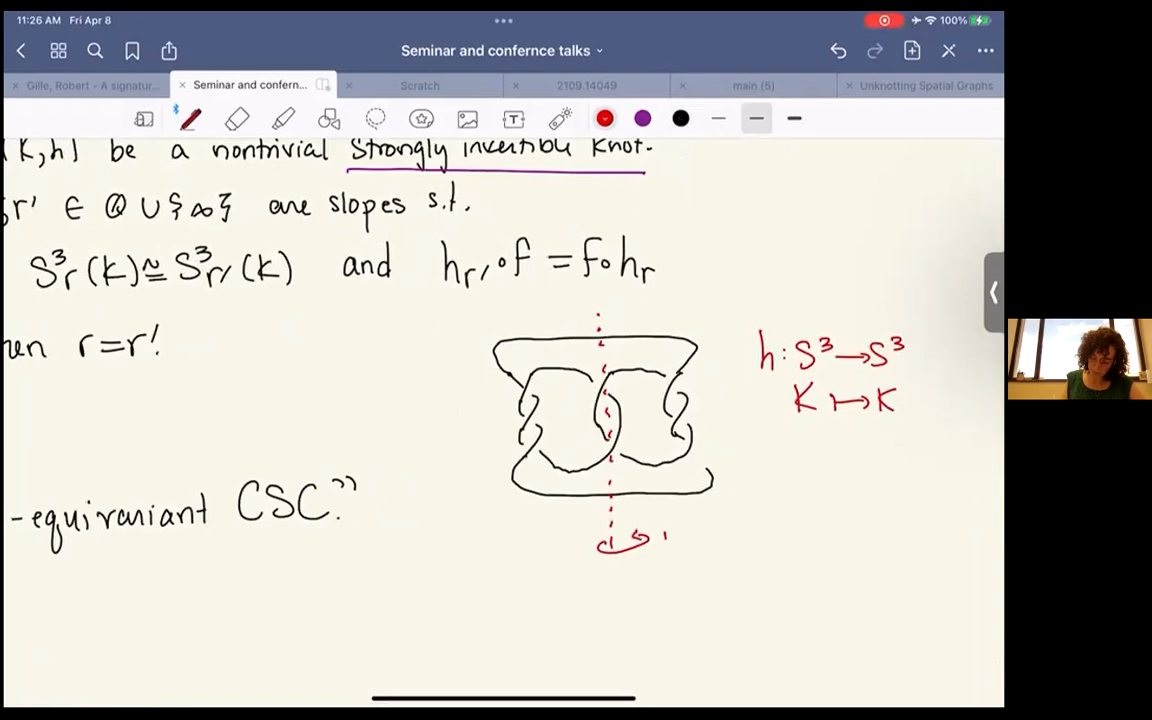 11:26 AM Fri Apr 8
100%
Seminar and confernce talks
Gille, Robert - A signatur...
Seminar and confern...
Scratch
2109.14049
main (5)
Unknotting Spatial Graphs
K, h) be a nontrivial Strongly invertible Knot.
r' ∈ ℚ ∪ {∞} are slopes s.t.
S³r(K) ≅ S³r'(K) and hr' ∘ f = f ∘ hr
hen r = r'!
h: S³ → S³
K ↦ K
-equivariant CSC."